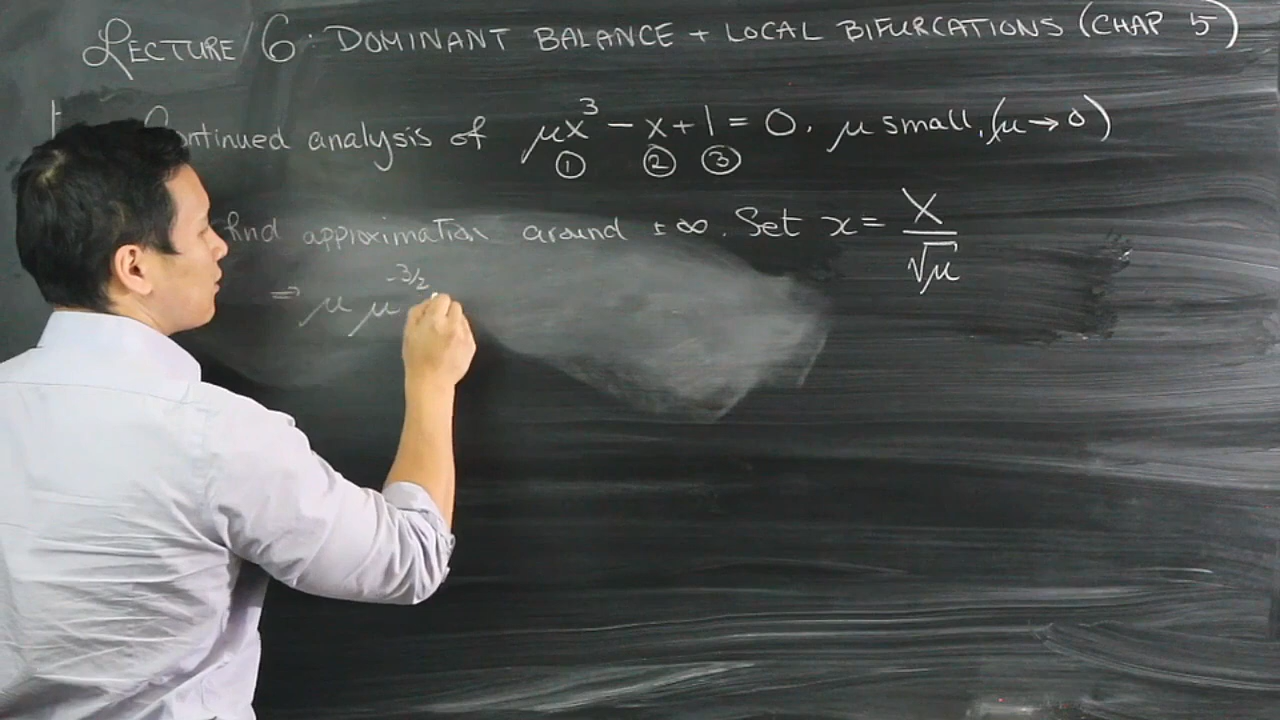 LECTURE 6: DOMINANT BALANCE + LOCAL BIFURCATIONS (CHAP 5)
Continued analysis of μx³ - x + 1 = 0. μ small, (μ → 0)
① ② ③
find approximation around ±∞. Set x = X/√μ
⇒ μ μ^-3/2